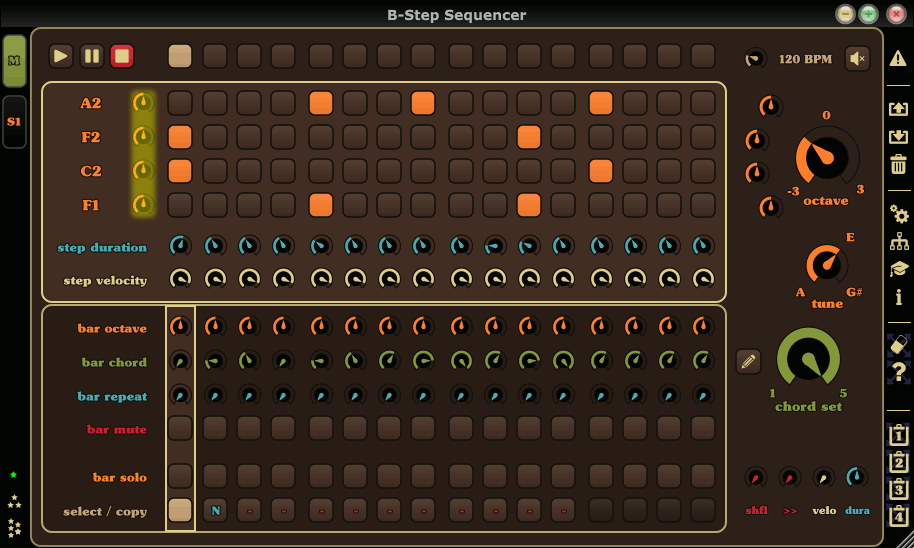 B-Step Sequencer
M
120 BPM
S1
A2
F2
C2
F1
0
-3
3
octave
step duration
step velocity
E
A
G#
tune
bar octave
bar chord
bar repeat
bar mute
bar solo
select / copy
N
1
5
chord set
shfl
>>
velo
dura
i
?
1
2
3
4